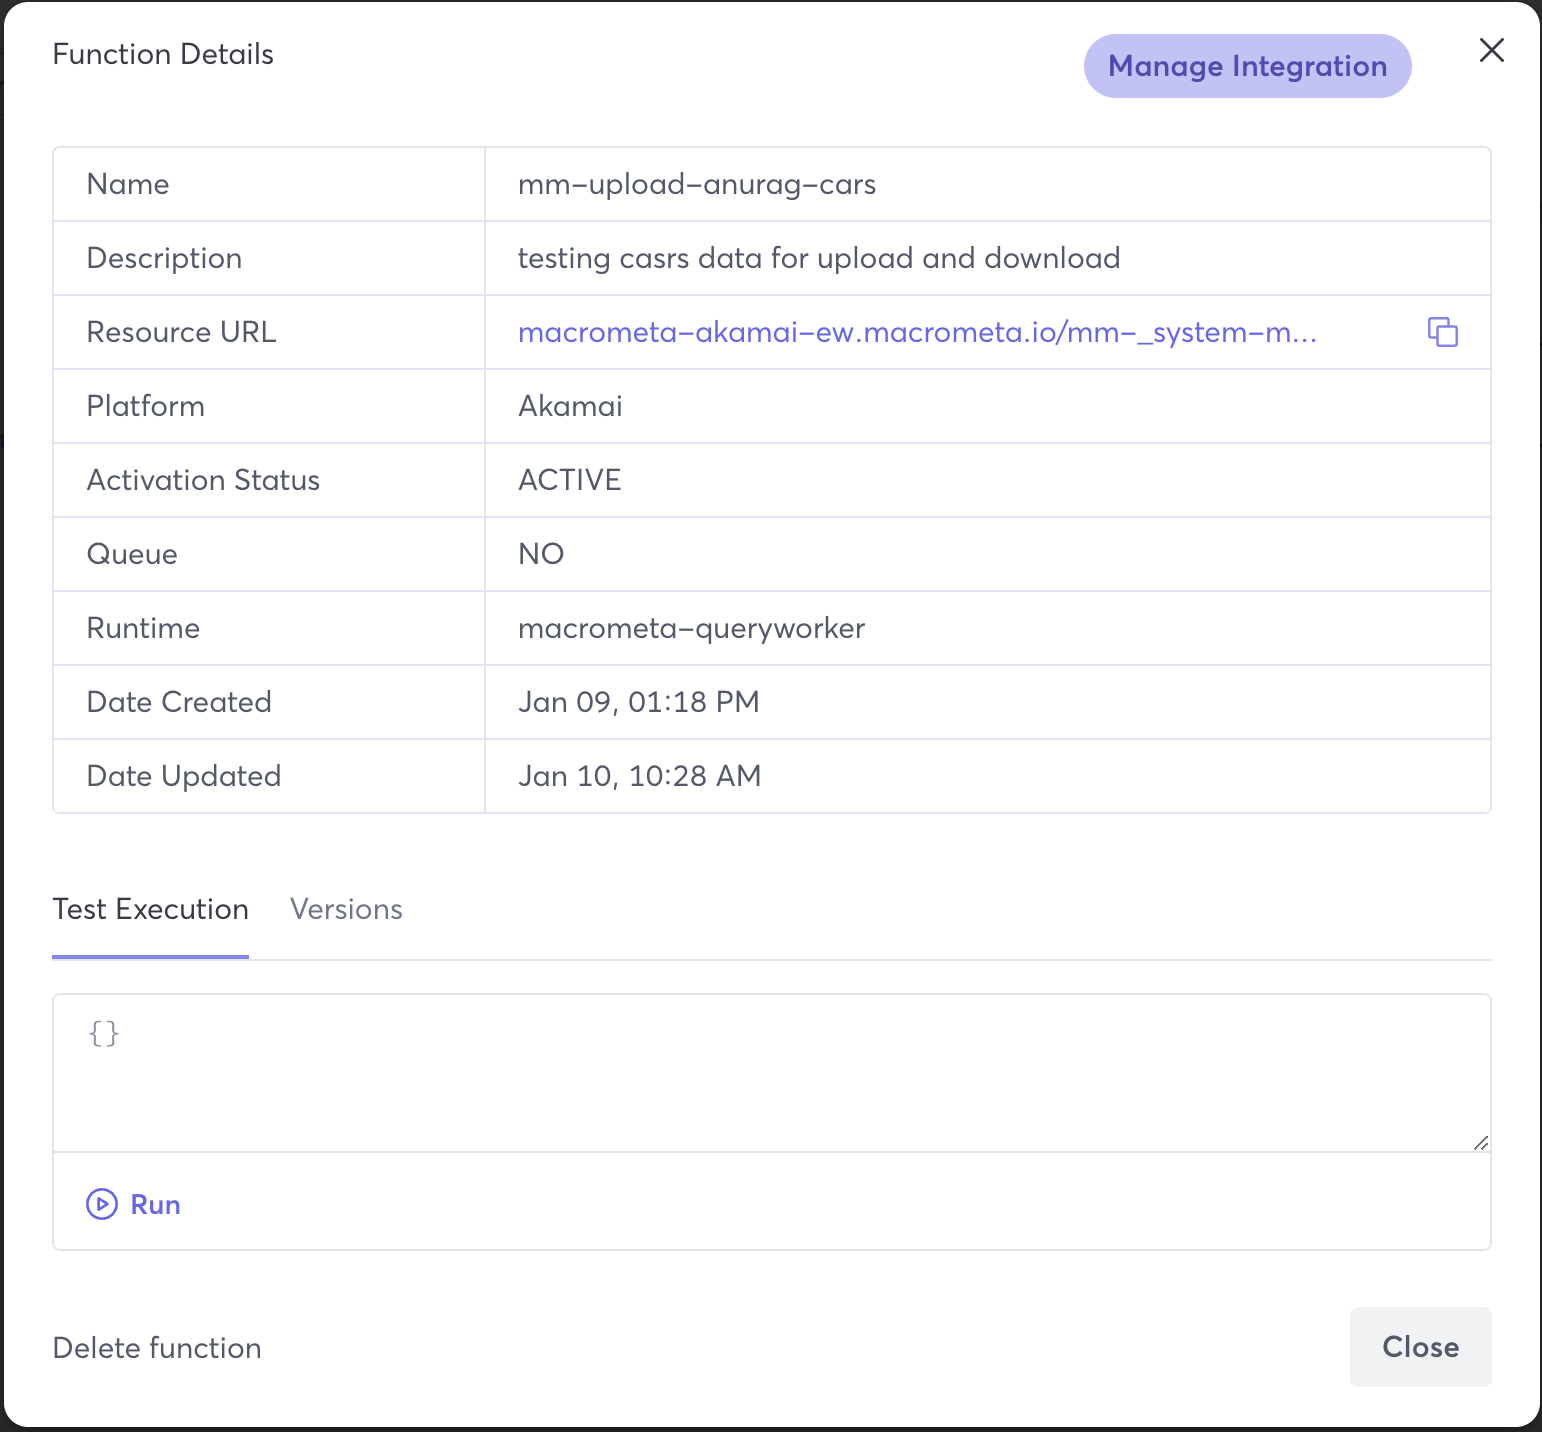 Function Details
Manage Integration
Name
mm-upload-anurag-cars
Description
testing casrs data for upload and download
Resource URL
macrometa-akamai-ew.macrometa.io/mm-_system-m...
Platform
Akamai
Activation Status
ACTIVE
Queue
NO
Runtime
macrometa-queryworker
Date Created
Jan 09, 01:18 PM
Date Updated
Jan 10, 10:28 AM
Test Execution
Versions
{}
Run
Delete function
Close